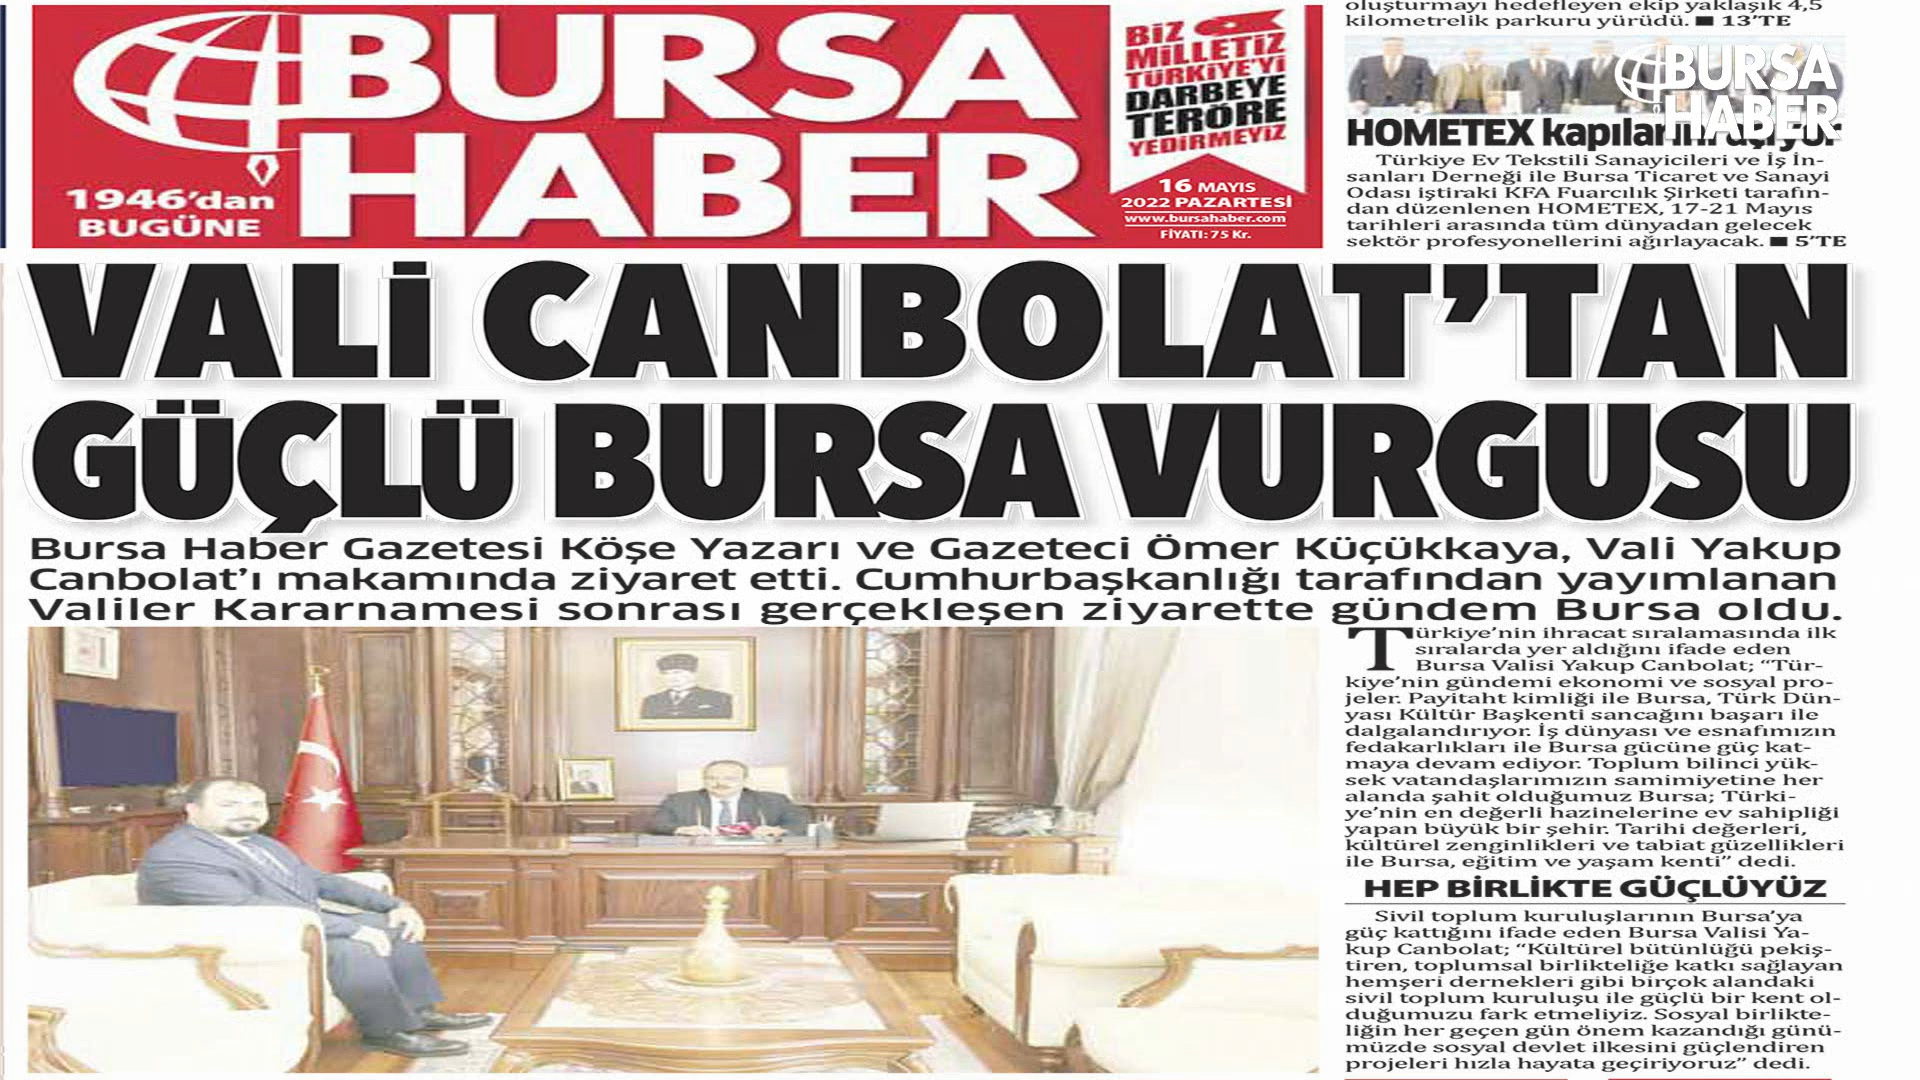 BURSA
HABER
1946'dan
BUGÜNE
BİZ
MİLLETİZ
TÜRKİYE'Yİ
DARBEYE
TERÖRE
YEDİRMEYİZ
16 MAYIS
2022 PAZARTESİ
www.bursahaber.com
FİYATI: 75 Kr.
oluşturmayı hedefleyen ekip yaklaşık 4,5
kilometrelik parkuru yürüdü. ■ 13'TE
BURSA
HABER
HOMETEX kapılarını açıyor
Türkiye Ev Tekstili Sanayicileri ve İş İn-
sanları Derneği ile Bursa Ticaret ve Sanayi
Odası iştiraki KFA Fuarcılık Şirketi tarafın-
dan düzenlenen HOMETEX, 17-21 Mayıs
tarihleri arasında tüm dünyadan gelecek
sektör profesyonellerini ağırlayacak. ■ 5'TE
VALİ CANBOLAT'TAN
GÜÇLÜ BURSA VURGUSU
Bursa Haber Gazetesi Köşe Yazarı ve Gazeteci Ömer Küçükkaya, Vali Yakup
Canbolat'ı makamında ziyaret etti. Cumhurbaşkanlığı tarafından yayımlanan
Valiler Kararnamesi sonrası gerçekleşen ziyarette gündem Bursa oldu.
Türkiye'nin ihracat sıralamasında ilk
sıralarda yer aldığını ifade eden
Bursa Valisi Yakup Canbolat; "Tür-
kiye'nin gündemi ekonomi ve sosyal pro-
jeler. Payitaht kimliği ile Bursa, Türk Dün-
yası Kültür Başkenti sancağını başarı ile
dalgalandırıyor. İş dünyası ve esnafımızın
fedakarlıkları ile Bursa gücüne güç kat-
maya devam ediyor. Toplum bilinci yük-
sek vatandaşlarımızın samimiyetine her
alanda şahit olduğumuz Bursa; Türki-
ye'nin en değerli hazinelerine ev sahipliği
yapan büyük bir şehir. Tarihi değerleri,
kültürel zenginlikleri ve tabiat güzellikleri
ile Bursa, eğitim ve yaşam kenti" dedi.
HEP BİRLİKTE GÜÇLÜYÜZ
Sivil toplum kuruluşlarının Bursa'ya
güç kattığını ifade eden Bursa Valisi Ya-
kup Canbolat; "Kültürel bütünlüğü pekiş-
tiren, toplumsal birlikteliğe katkı sağlayan
hemşeri dernekleri gibi birçok alandaki
sivil toplum kuruluşu ile güçlü bir kent ol-
duğumuzu fark etmeliyiz. Sosyal birlikte-
liğin her geçen gün önem kazandığı günü-
müzde sosyal devlet ilkesini güçlendiren
projeleri hızla hayata geçiriyoruz" dedi.